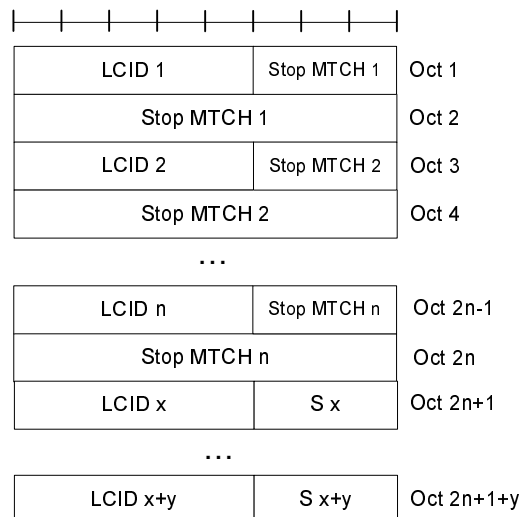 LCID 1 Stop MTCH 1 Oct 1
Stop MTCH 1 Oct 2
LCID 2 Stop MTCH 2 Oct 3
Stop MTCH 2 Oct 4
...
LCID n Stop MTCH n Oct 2n-1
Stop MTCH n Oct 2n
LCID x S x Oct 2n+1
...
LCID x+y S x+y Oct 2n+1+y